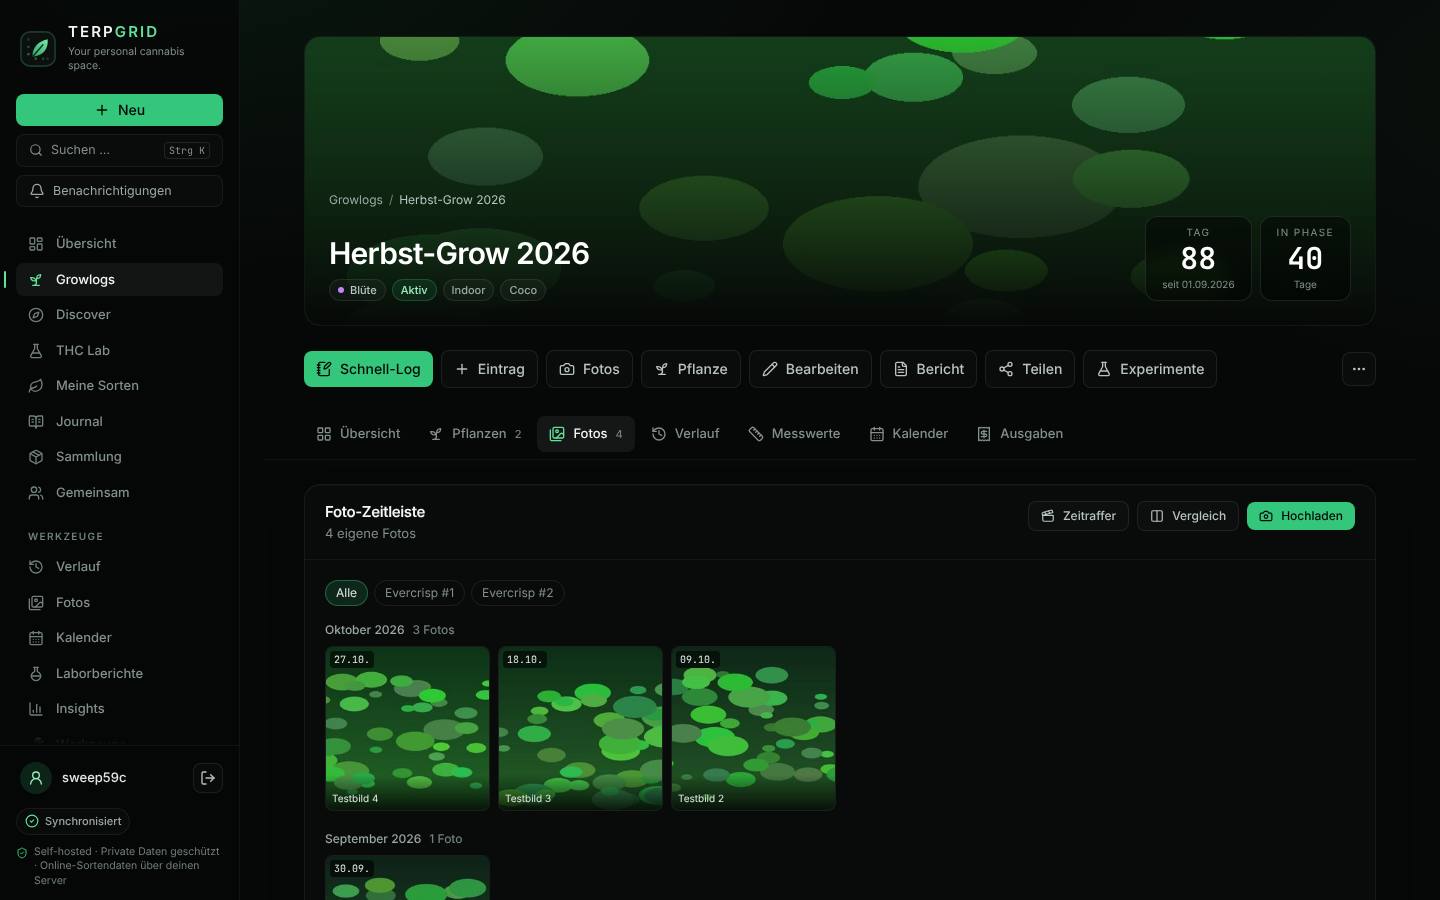 TERPGRID
Your personal cannabis
space.
Neu
Suchen ...
Strg K
Benachrichtigungen
Übersicht
Growlogs
Discover
THC Lab
Meine Sorten
Journal
Sammlung
Gemeinsam
WERKZEUGE
Verlauf
Fotos
Kalender
Laborberichte
Insights
sweep59c
Synchronisiert
Self-hosted · Private Daten geschützt
· Online-Sortendaten über deinen
Server
Growlogs / Herbst-Grow 2026
Herbst-Grow 2026
Blüte
Aktiv
Indoor
Coco
TAG
88
seit 01.09.2026
IN PHASE
40
Tage
Schnell-Log
Eintrag
Fotos
Pflanze
Bearbeiten
Bericht
Teilen
Experimente
Übersicht
Pflanzen 2
Fotos 4
Verlauf
Messwerte
Kalender
Ausgaben
Foto-Zeitleiste
4 eigene Fotos
Zeitraffer
Vergleich
Hochladen
Alle
Evercrisp #1
Evercrisp #2
Oktober 2026 3 Fotos
27.10.
Testbild 4
18.10.
Testbild 3
09.10.
Testbild 2
September 2026 1 Foto
30.09.